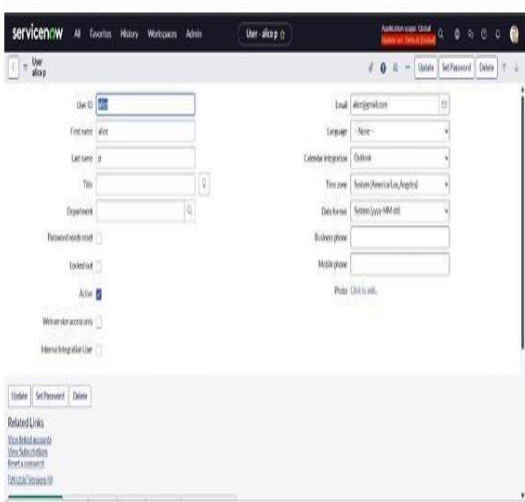 servicenow All Favorites History Workspaces Admin User - alice p Application scope: Global
User
alice p
Update Set Password Delete
User ID
First name alice
Last name p
Title
Department
Password needs reset
Locked out
Active
Web service access only
Internal Integration User
Email alice@gmail.com
Language -- None --
Calendar integration Outlook
Time zone System (America/Los_Angeles)
Date format System (yyyy-MM-dd)
Business phone
Mobile phone
Photo Click to add...
Update Set Password Delete
Related Links
View linked accounts
View Subscriptions
Reset a password